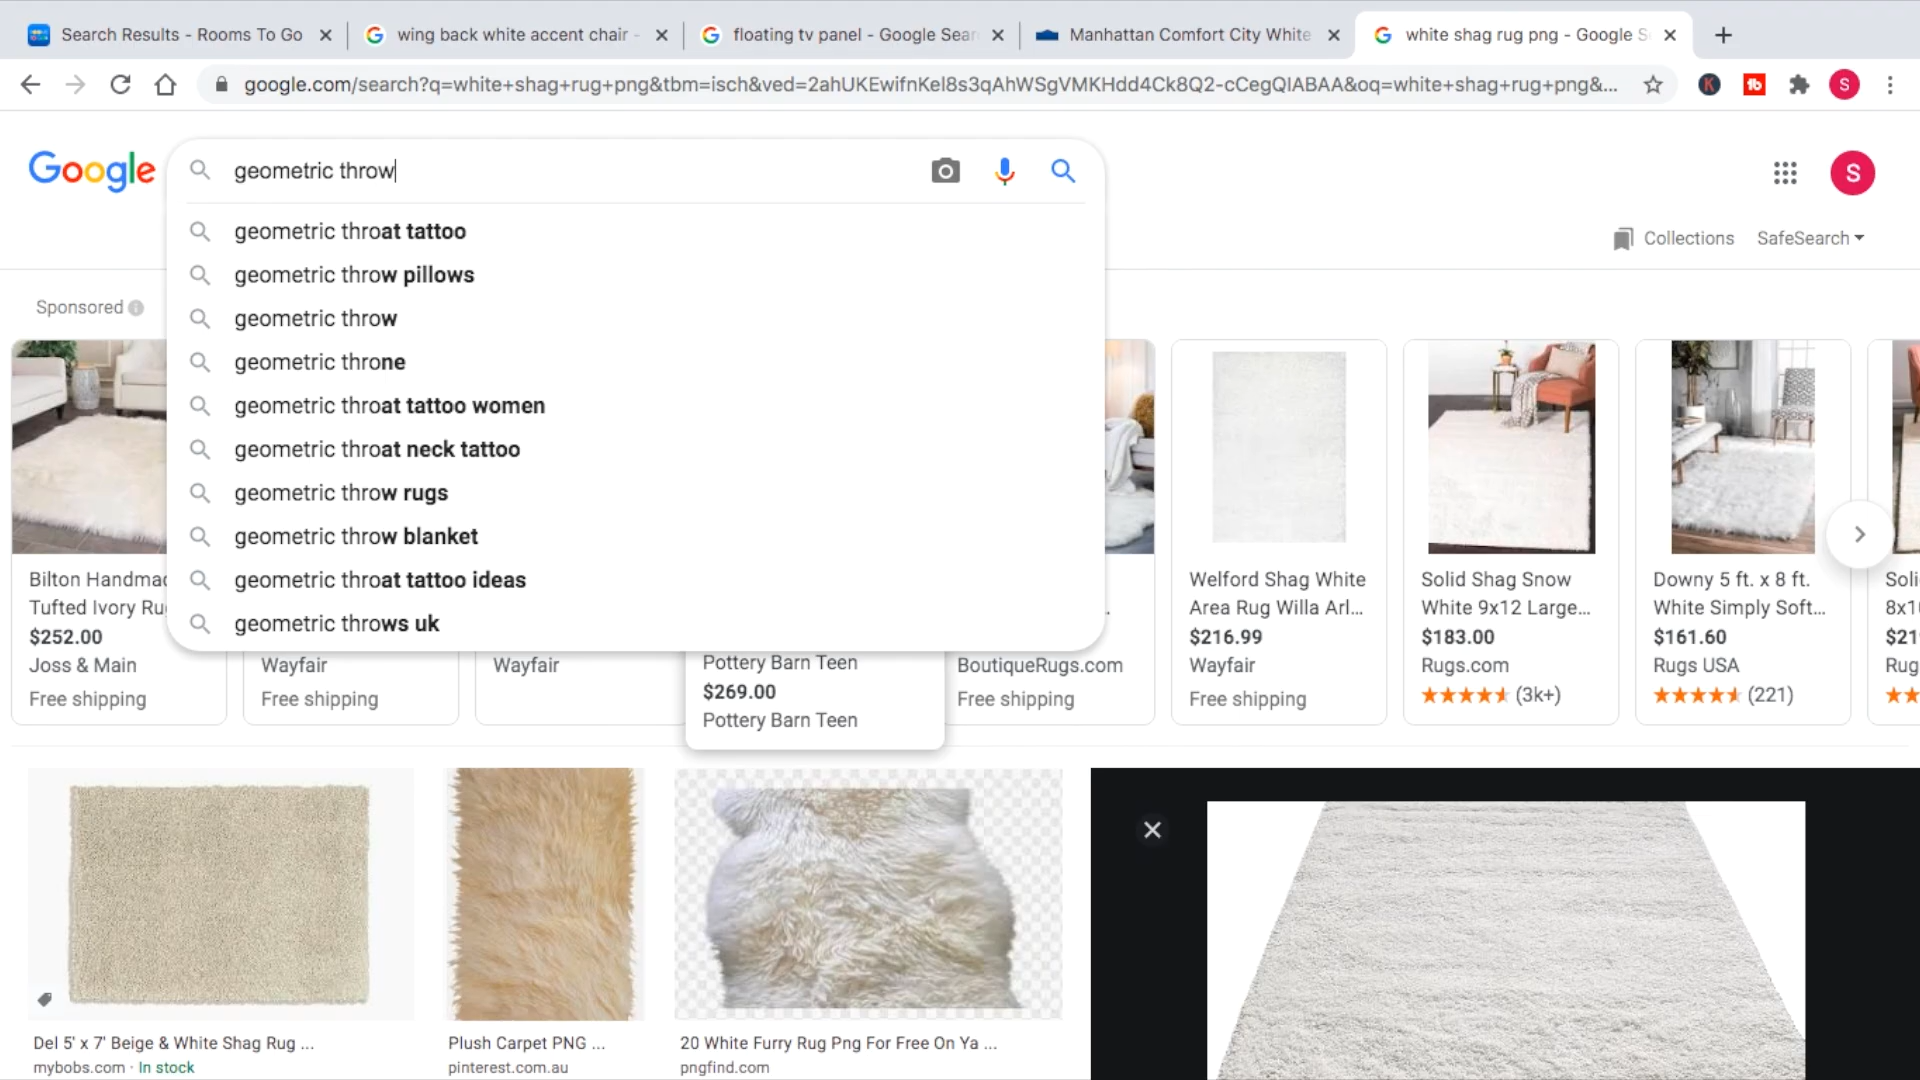 Search Results - Rooms To Go
wing back white accent chair -
floating tv panel - Google Sear
Manhattan Comfort City White
white shag rug png - Google S
google.com/search?q=white+shag+rug+png&tbm=isch&ved=2ahUKEwifnKel8s3qAhWSgVMKHdd4Ck8Q2-cCegQIABAA&oq=white+shag+rug+png&...
S
Google
geometric throw
S
geometric throat tattoo
geometric throw pillows
geometric throw
geometric throne
geometric throat tattoo women
geometric throat neck tattoo
geometric throw rugs
geometric throw blanket
geometric throat tattoo ideas
geometric throws uk
Collections
SafeSearch
Sponsored
Bilton Handmad
Tufted Ivory Ru
$252.00
Joss & Main
Free shipping
Wayfair
Free shipping
Wayfair
Pottery Barn Teen
$269.00
Pottery Barn Teen
BoutiqueRugs.com
Free shipping
Welford Shag White
Area Rug Willa Arl...
$216.99
Wayfair
Free shipping
Solid Shag Snow
White 9x12 Large...
$183.00
Rugs.com
(3k+)
Downy 5 ft. x 8 ft.
White Simply Soft...
$161.60
Rugs USA
(221)
Soli
8x1
$21
Rug
Del 5' x 7' Beige & White Shag Rug ...
mybobs.com · In stock
Plush Carpet PNG ...
pinterest.com.au
20 White Furry Rug Png For Free On Ya ...
pngfind.com